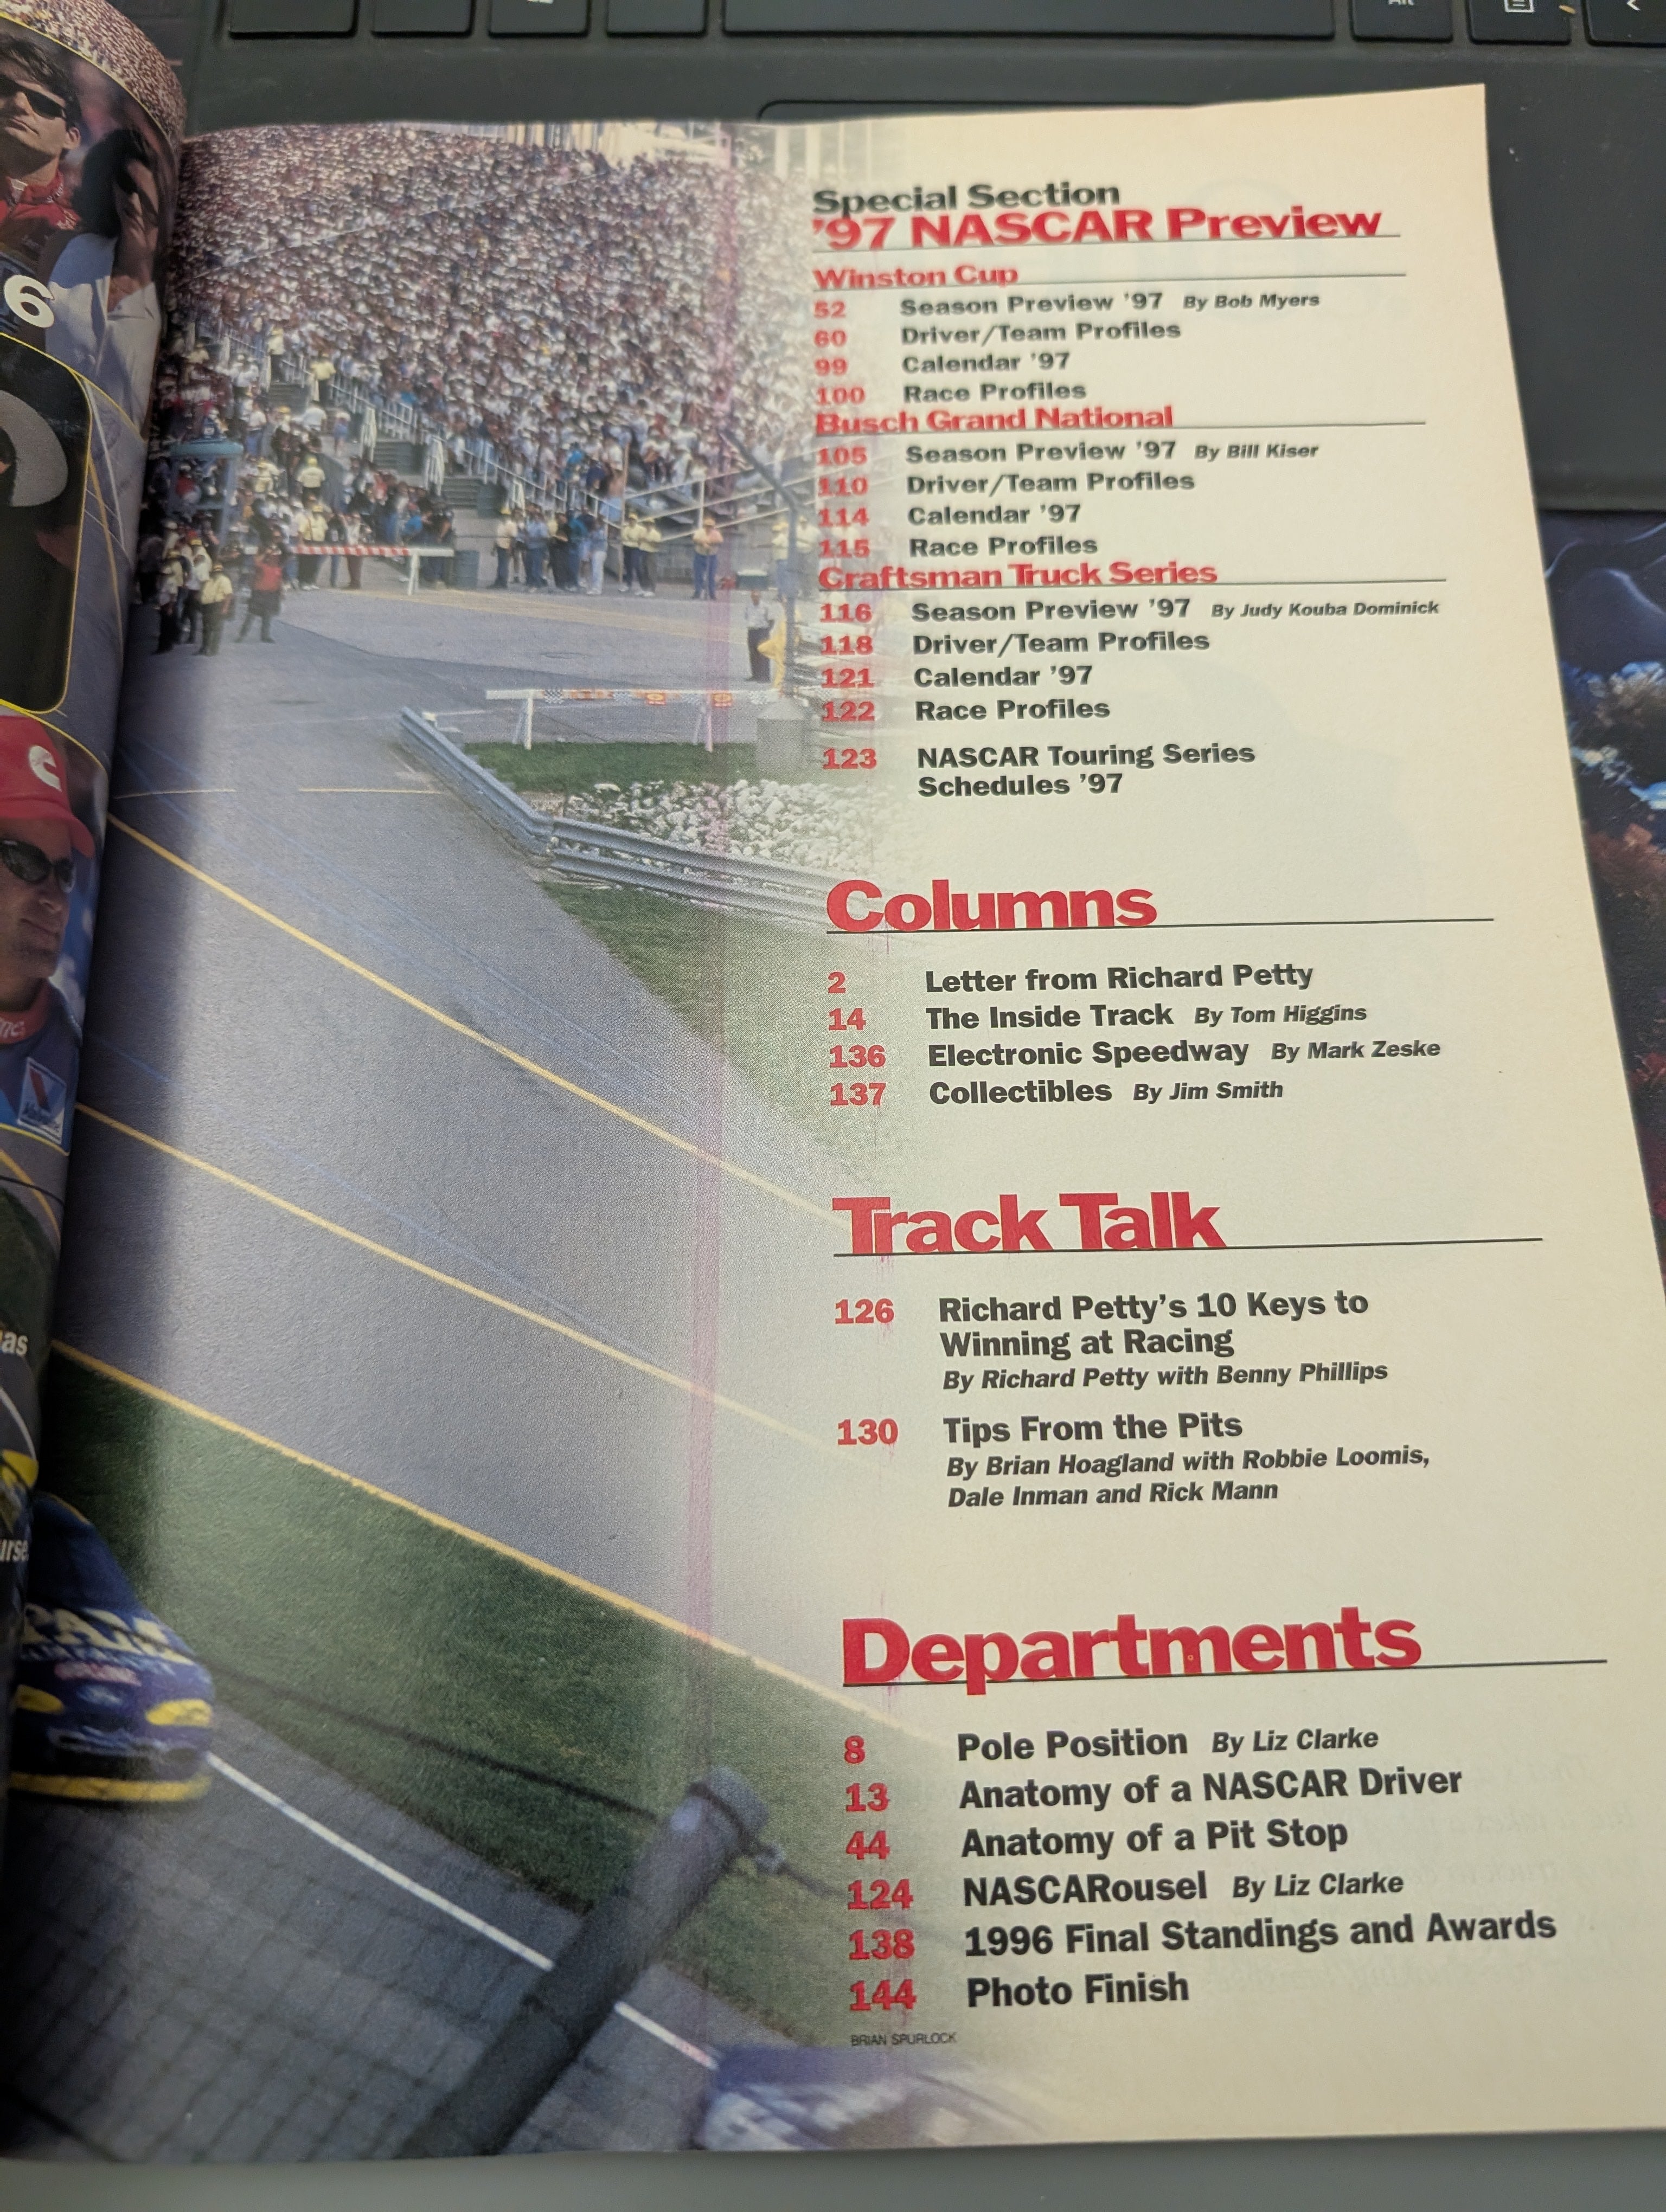 Special Section
'97 NASCAR Preview
Winston Cup
52 Season Preview '97 By Bob Myers
60 Driver/Team Profiles
99 Calendar '97
100 Race Profiles
Busch Grand National
105 Season Preview '97 By Bill Kiser
110 Driver/Team Profiles
114 Calendar '97
115 Race Profiles
Craftsman Truck Series
116 Season Preview '97 By Judy Kouba Dominick
118 Driver/Team Profiles
121 Calendar '97
122 Race Profiles
123 NASCAR Touring Series
Schedules '97
Columns
2 Letter from Richard Petty
14 The Inside Track By Tom Higgins
136 Electronic Speedway By Mark Zeske
137 Collectibles By Jim Smith
Track Talk
126 Richard Petty's 10 Keys to
Winning at Racing
By Richard Petty with Benny Phillips
130 Tips From the Pits
By Brian Hoagland with Robbie Loomis,
Dale Inman and Rick Mann
Departments
8 Pole Position By Liz Clarke
13 Anatomy of a NASCAR Driver
44 Anatomy of a Pit Stop
124 NASCARousel By Liz Clarke
138 1996 Final Standings and Awards
144 Photo Finish
BRIAN SPURLOCK
6